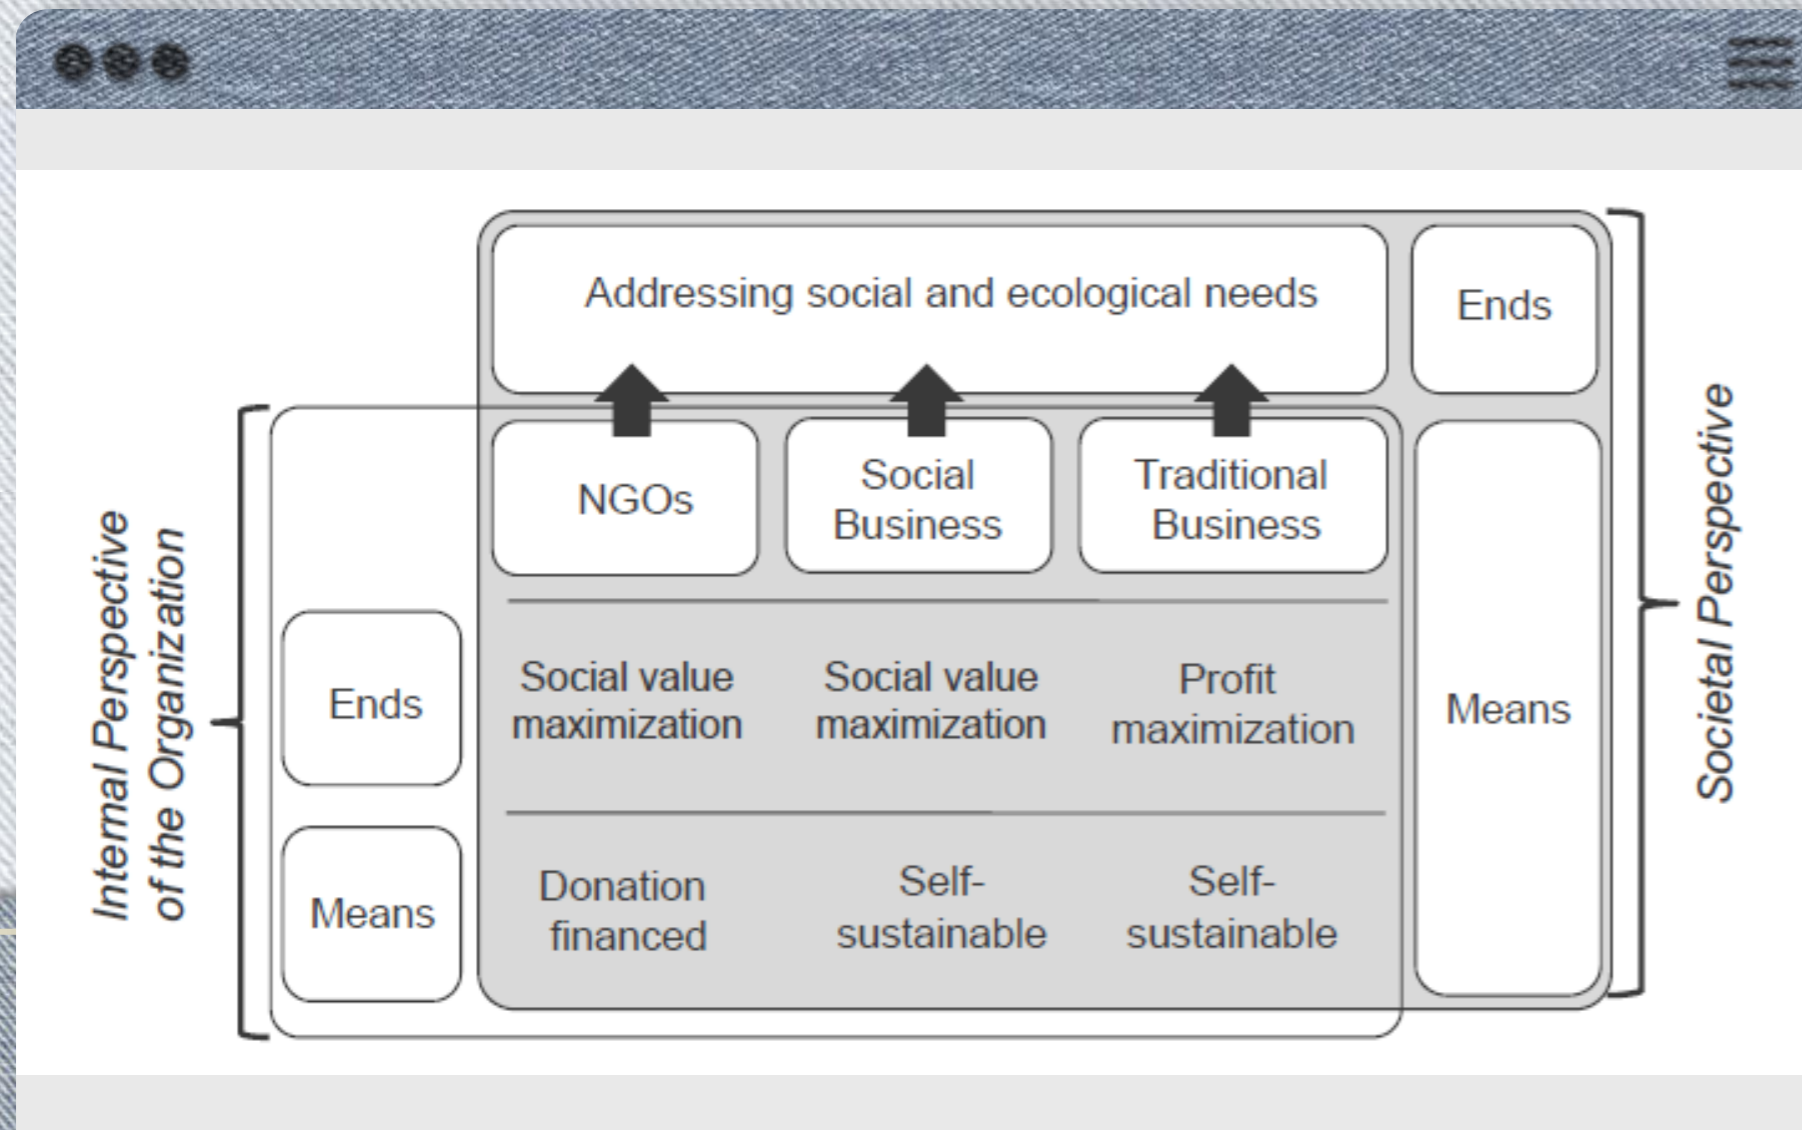 Addressing social and ecological needs
Ends
NGOs
Social
Business
Traditional
Business
Internal Perspective
of the Organization
Societal Perspective
Ends
Social value
maximization
Social value
maximization
Profit
maximization
Means
Means
Donation
financed
Self-
sustainable
Self-
sustainable